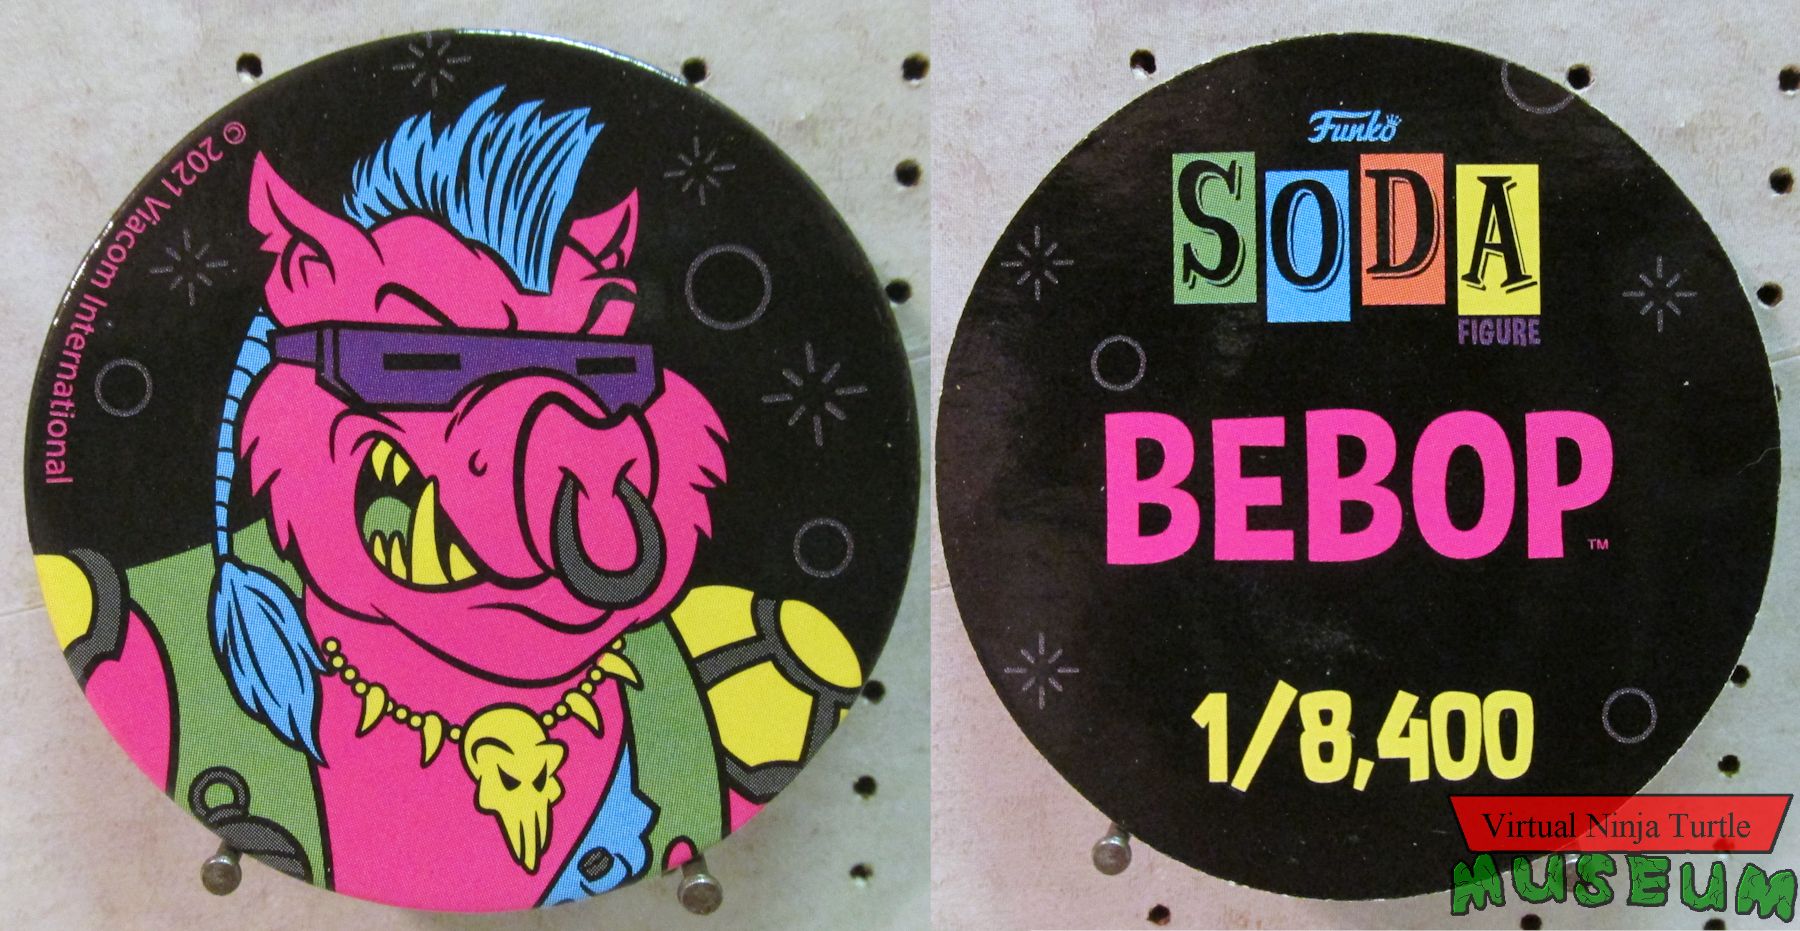 © 2021 Viacom International
Funko
SODA
FIGURE
BEBOP™
1/8,400
Virtual Ninja Turtle
MUSEUM